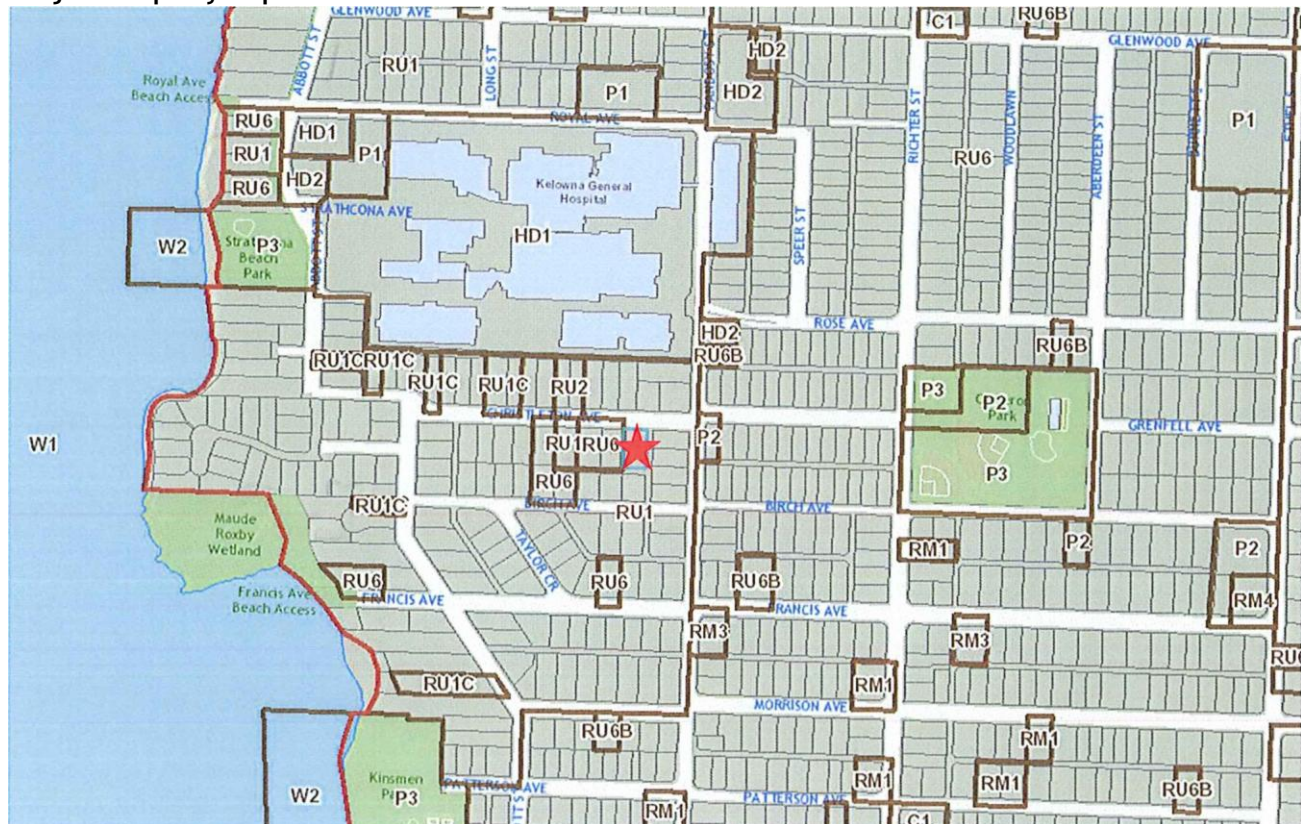 GLENWOOD AVE
C1
RU6B
GLENWOOD AVE
ABBOTT ST
RU1
LONG ST
HD2
Royal Ave
Beach Access
P1
HD2
P1
RICHTER ST
WOODLAWN
ABERDEEN ST
ROYAL AVE
RU6
HD1
P1
RU1
HD2
RU6
RU6
Kelowna General
Hospital
STRATHCONA AVE
ABBOTT ST
HD1
SPEER ST
W2
P3
Beach
Park
ROSE AVE
HD2
RU6B
RU6B
RU1C
RU1C
RU1C
RU1C
RU2
P3
P2
Park
CHRISTLETON AVE
GRENFELL AVE
W1
RU1
RU6
P2
P3
RU6
RU1C
BIRCH AVE
RU1
BIRCH AVE
Maude
Roxby
Wetland
TAYLOR CR
RM1
P2
P2
RU6
RU6
RU6B
Francis Ave
Beach Access
FRANCIS AVE
FRANCIS AVE
RM4
RM3
RM3
RU1C
RM1
MORRISON AVE
RU6B
RM1
Kinsmen
P3
W2
PATTERSON AVE
RM1
RM1
RM1
RU6B
PATTERSON AVE
C1